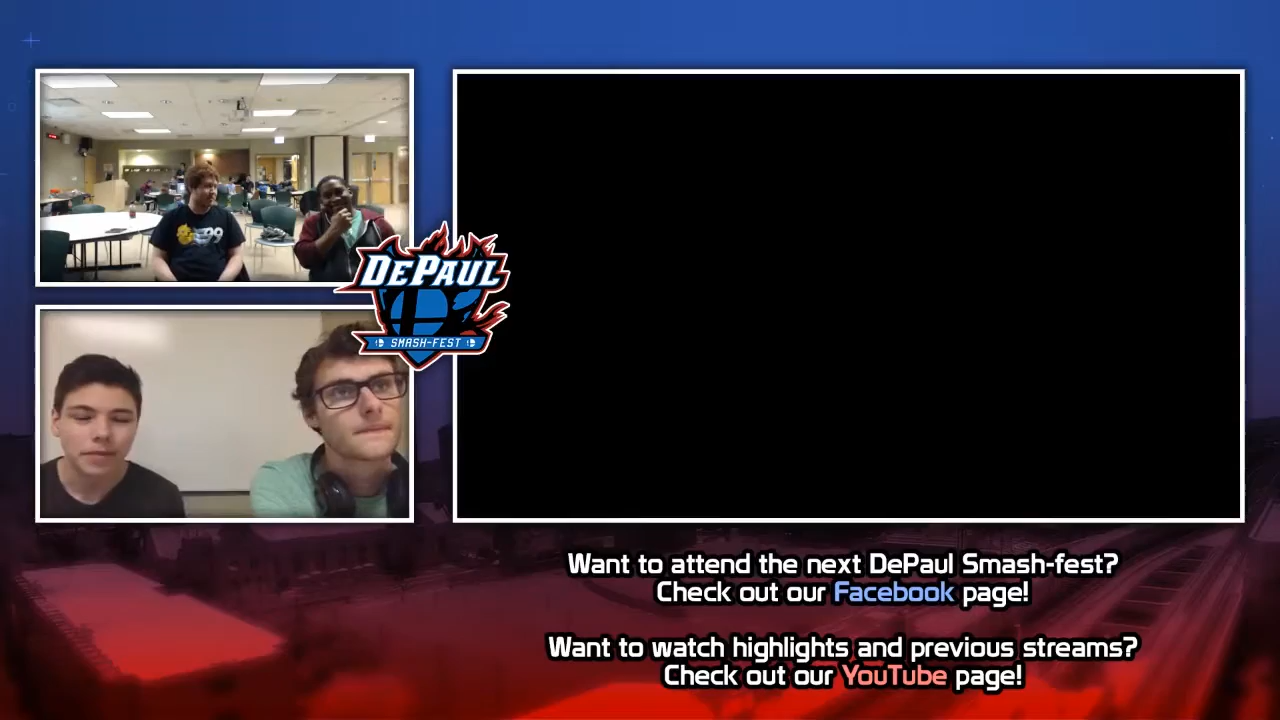 DEPAUL
SMASH-FEST
Want to attend the next DePaul Smash-fest?
Check out our Facebook page!
Want to watch highlights and previous streams?
Check out our YouTube page!